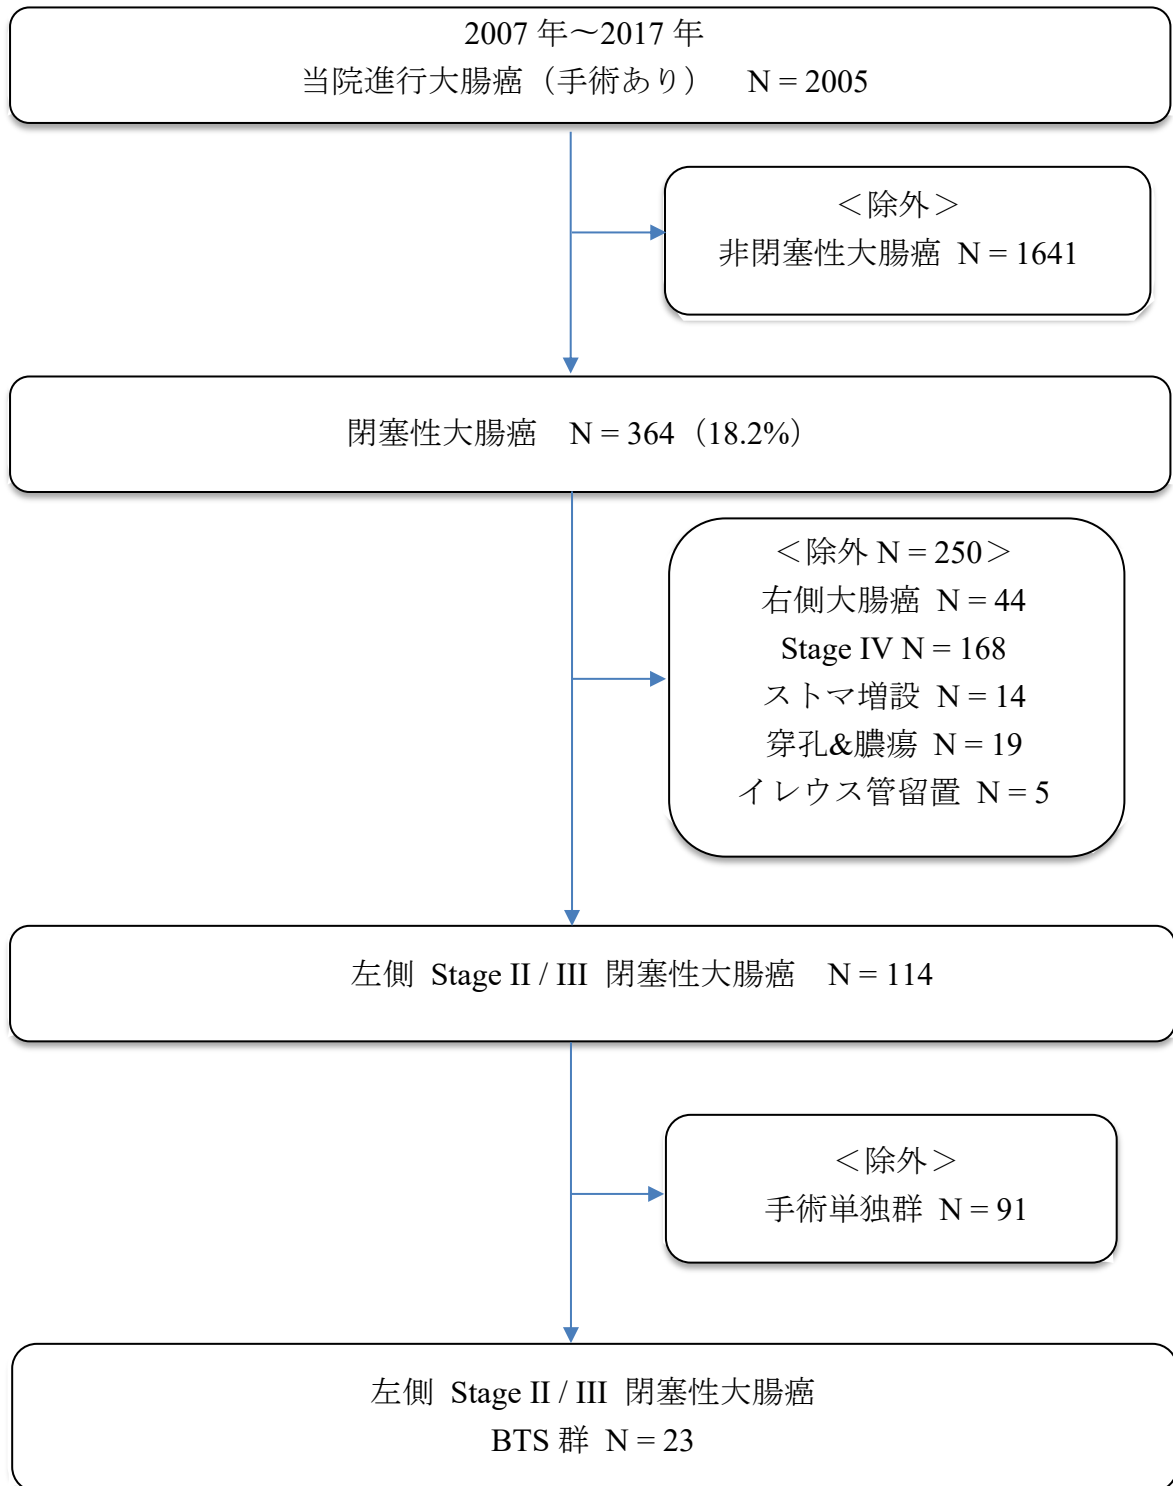 2007 年～2017 年
当院進行大腸癌（手術あり）　N = 2005
＜除外＞
非閉塞性大腸癌 N = 1641
閉塞性大腸癌　N = 364（18.2%）
＜除外 N = 250＞
右側大腸癌 N = 44
Stage IV N = 168
ストマ増設 N = 14
穿孔&膿瘍 N = 19
イレウス管留置 N = 5
左側 Stage II / III 閉塞性大腸癌　N = 114
＜除外＞
手術単独群 N = 91
左側 Stage II / III 閉塞性大腸癌
BTS 群 N = 23